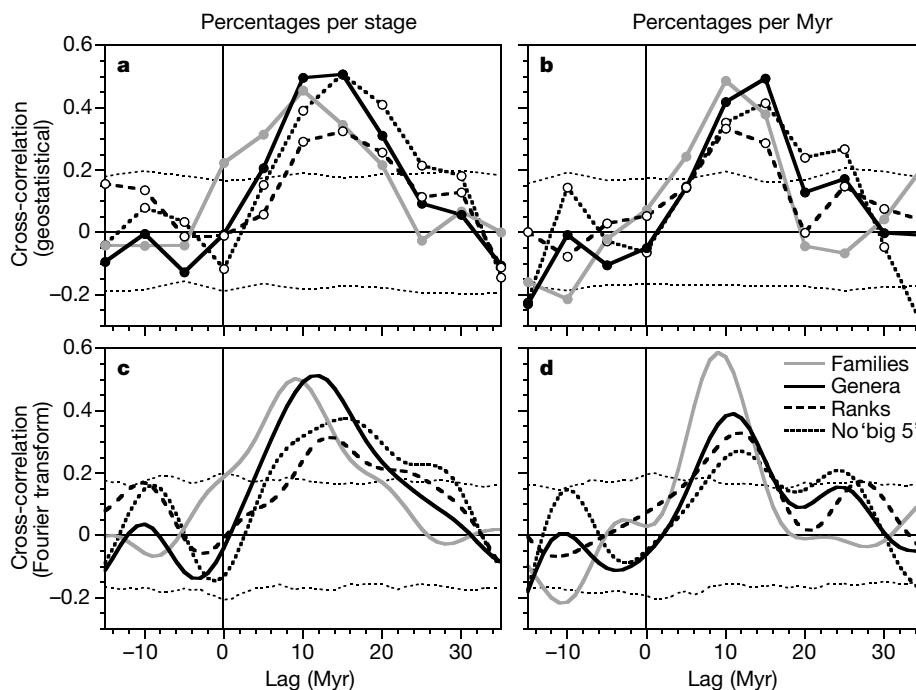 Percentages per stage
Percentages per Myr
Cross-correlation
(geostatistical)
0.6
0.4
0.2
0
−0.2
a
b
Cross-correlation
(Fourier transform)
0.6
0.4
0.2
0
−0.2
c
d
Families
Genera
Ranks
No 'big 5'
−10
0
10
20
30
−10
0
10
20
30
Lag (Myr)
Lag (Myr)